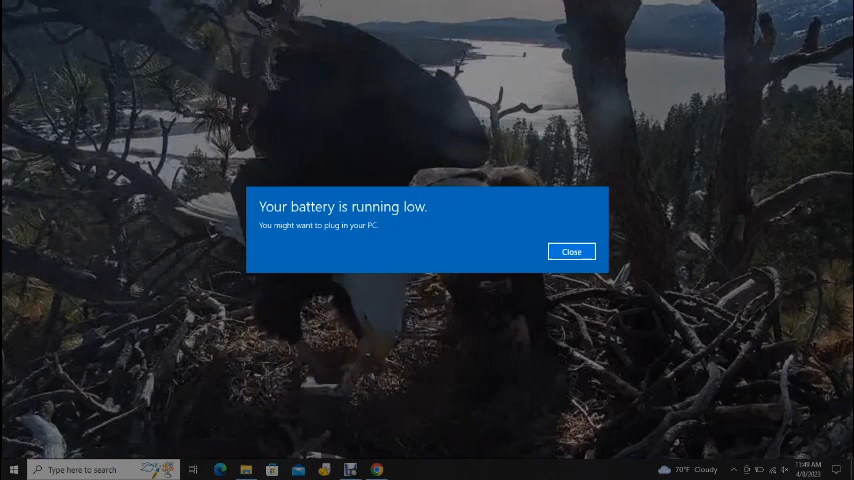 Your battery is running low.
You might want to plug in your PC.
Close
Type here to search
70°F Cloudy
11:49 AM
4/8/2023